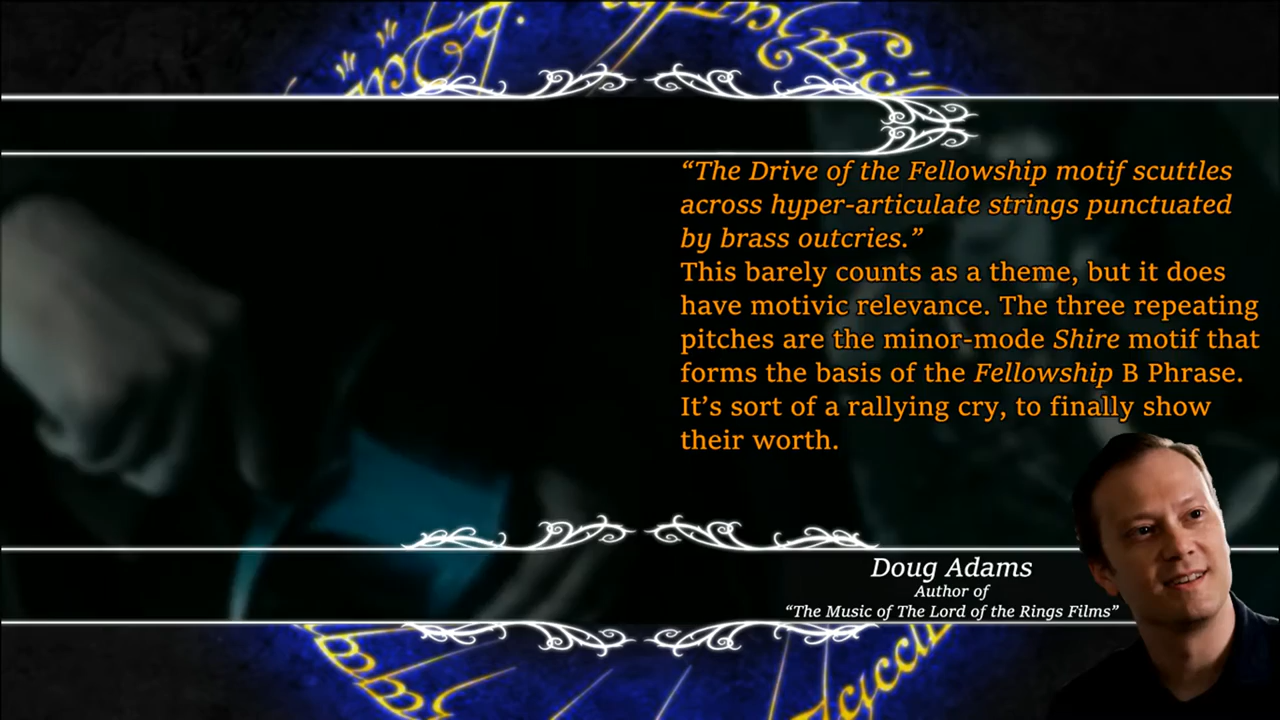 “The Drive of the Fellowship motif scuttles
across hyper-articulate strings punctuated
by brass outcries.”
This barely counts as a theme, but it does
have motivic relevance. The three repeating
pitches are the minor-mode Shire motif that
forms the basis of the Fellowship B Phrase.
It’s sort of a rallying cry, to finally show
their worth.
Doug Adams
Author of
“The Music of The Lord of the Rings Films”